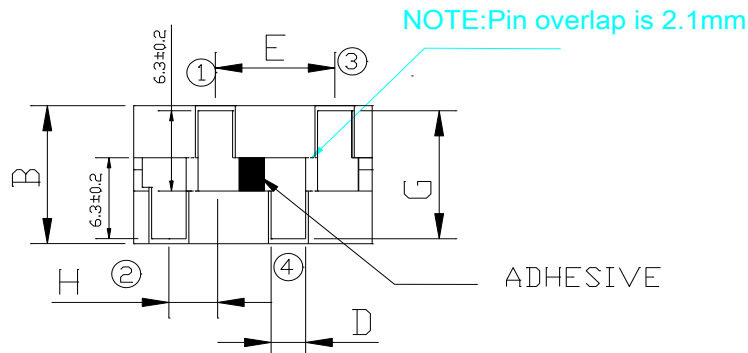 NOTE:Pin overlap is 2.1mm
6.3±0.2
① E ③
B
6.3±0.2
G
② ④
H
D
ADHESIVE